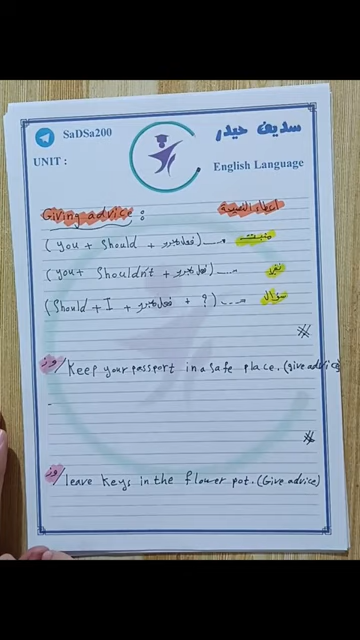 SaDSa200
سديف حيدر
UNIT :
English Language
Giving advice : إعطاء النصيحة
(you + Should + فعل مجرد) مثبت
(you + Shouldn't + فعل مجرد) نفي
(Should + I + فعل مجرد + ?) سؤال
/ Keep your passport in a safe place. (give advice)
/ leave keys in the flower pot. (Give advice)